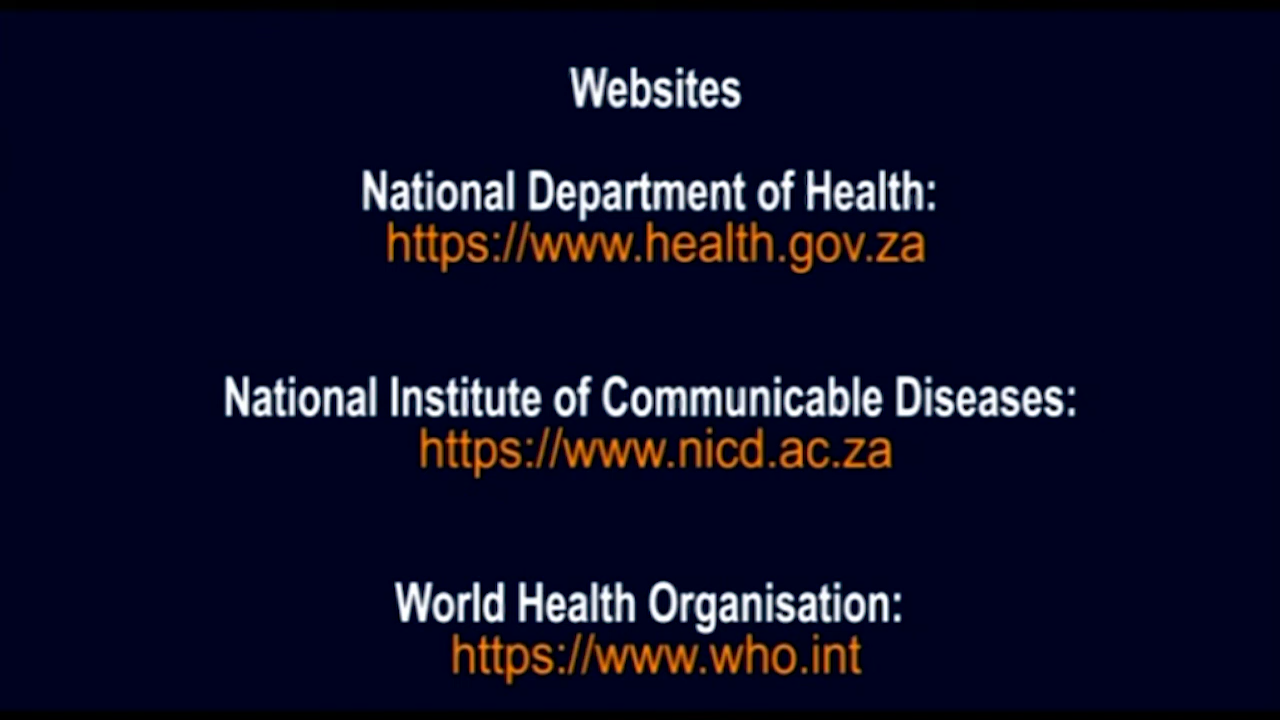 Websites
National Department of Health:
https://www.health.gov.za
National Institute of Communicable Diseases:
https://www.nicd.ac.za
World Health Organisation:
https://www.who.int